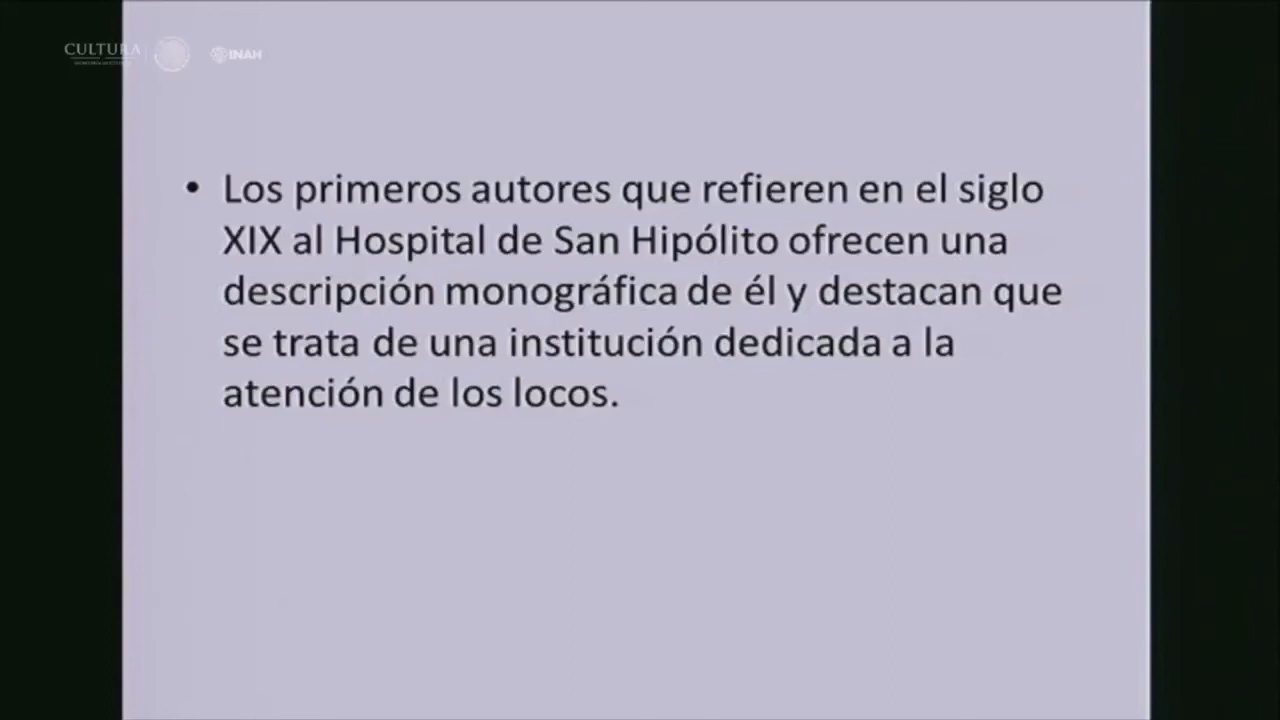 CULTURA
INAH
• Los primeros autores que refieren en el siglo
XIX al Hospital de San Hipólito ofrecen una
descripción monográfica de él y destacan que
se trata de una institución dedicada a la
atención de los locos.